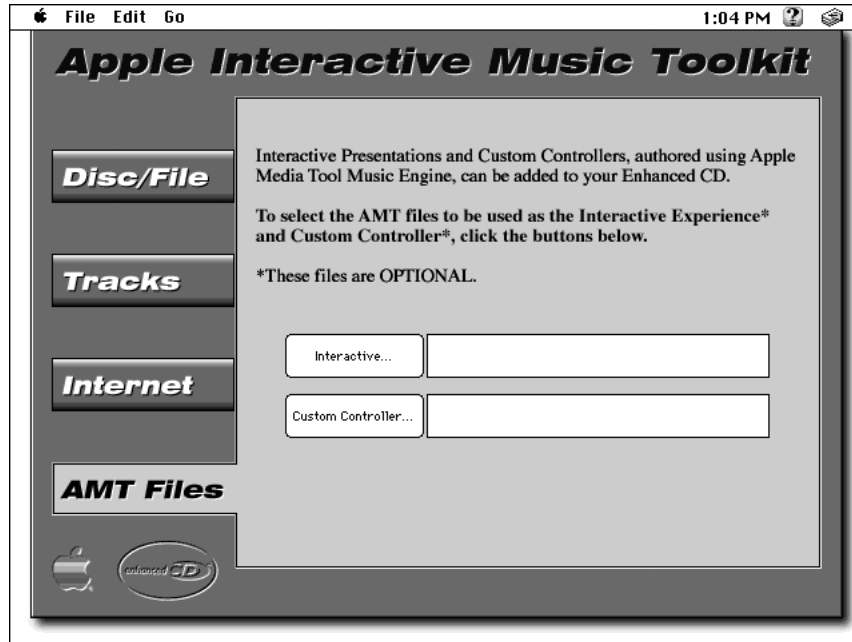 File Edit Go 1:04 PM
Apple Interactive Music Toolkit
Disc/File
Tracks
Internet
AMT Files
Interactive Presentations and Custom Controllers, authored using Apple
Media Tool Music Engine, can be added to your Enhanced CD.
To select the AMT files to be used as the Interactive Experience*
and Custom Controller*, click the buttons below.
*These files are OPTIONAL.
Interactive...
Custom Controller...
enhanced CD